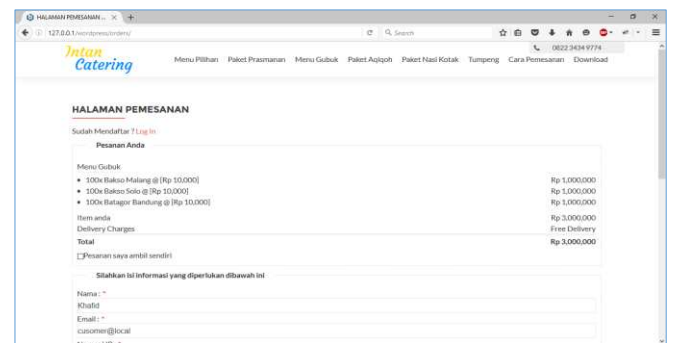 HALAMAN PEMESANAN...
127.0.0.1/wordpress/orders/
Search
0822 3434 9774
Intan
Catering
Menu Pilihan Paket Prasmanan Menu Gubuk Paket Aqiqoh Paket Nasi Kotak Tumpeng Cara Pemesanan Download
HALAMAN PEMESANAN
Sudah Mendaftar ? Log In
Pesanan Anda
Menu Gubuk
100x Bakso Malang @ [Rp 10,000] Rp 1,000,000
100x Bakso Solo @ [Rp 10,000] Rp 1,000,000
100x Batagor Bandung @ [Rp 10,000] Rp 1,000,000
Item anda Rp 3,000,000
Delivery Charges Free Delivery
Total Rp 3,000,000
Pesanan saya ambil sendiri
Silahkan isi informasi yang diperlukan dibawah ini
Nama : *
Khafid
Email : *
cusomer@local